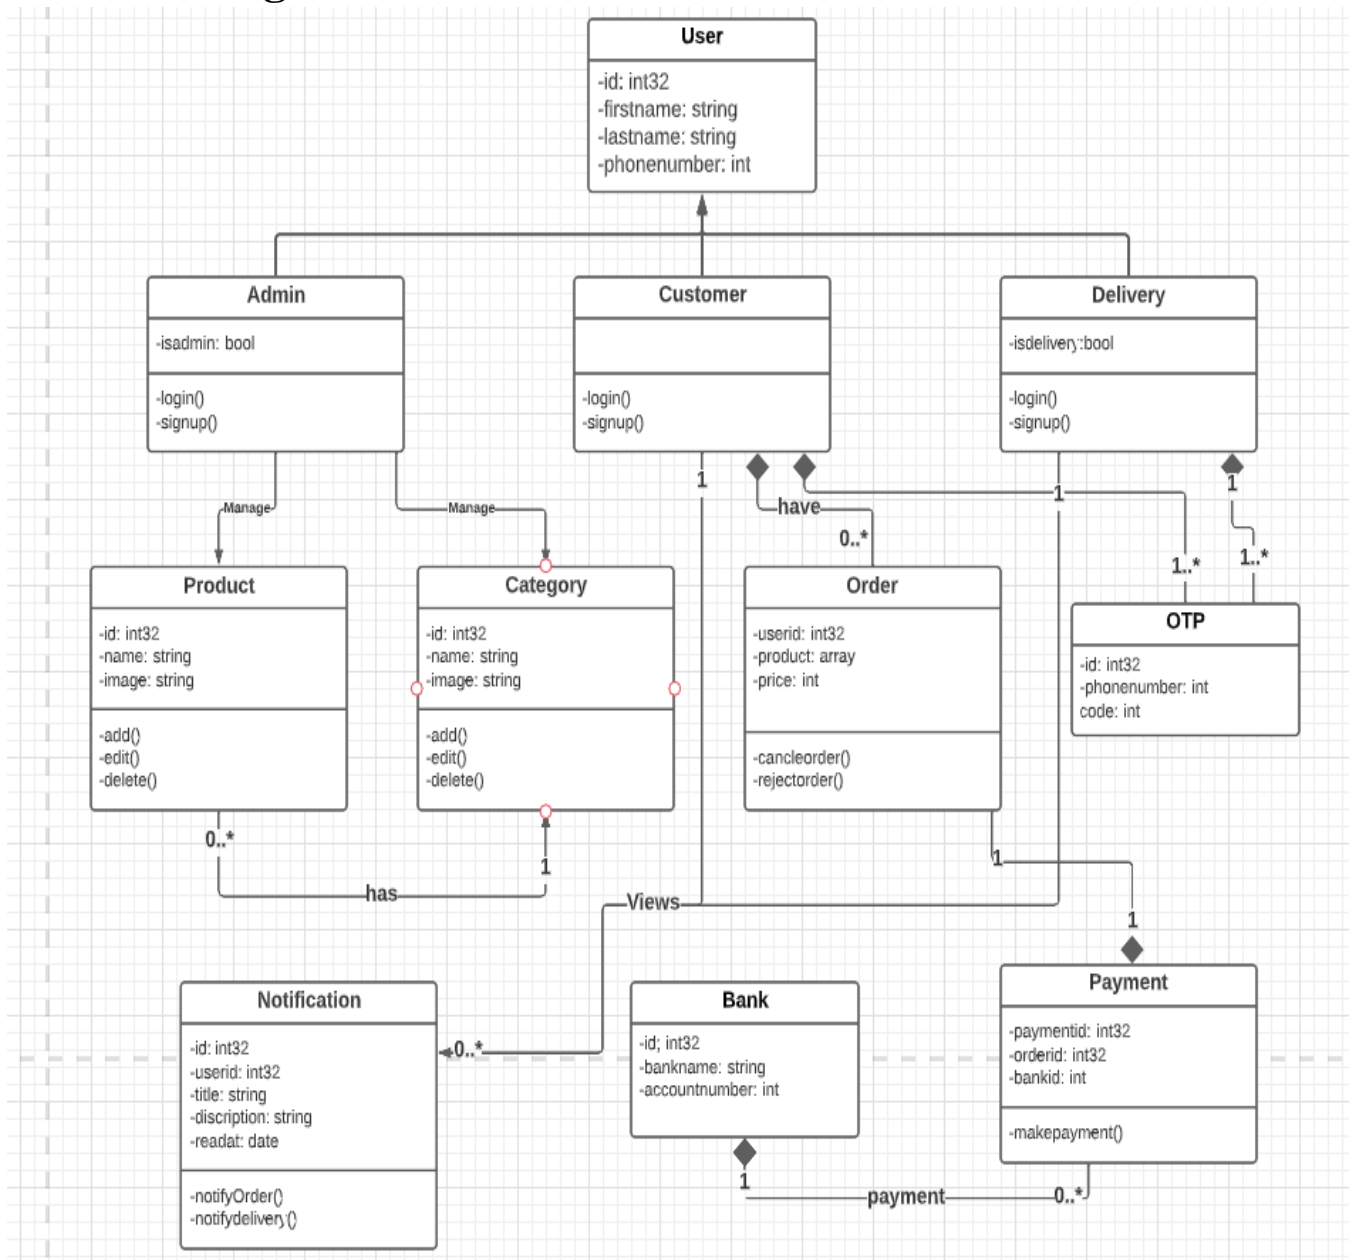 User
-id: int32
-firstname: string
-lastname: string
-phonenumber: int
Admin
-isadmin: bool
-login()
-signup()
Customer
-login()
-signup()
Delivery
-isdelivery:bool
-login()
-signup()
Manage
Manage
1
have
0..*
1
1
1..*
1..*
Product
-id: int32
-name: string
-image: string
-add()
-edit()
-delete()
Category
-id: int32
-name: string
-image: string
-add()
-edit()
-delete()
Order
-userid: int32
-product: array
-price: int
-cancleorder()
-rejectorder()
OTP
-id: int32
-phonenumber: int
code: int
0..*
has
1
1
1
Views
0..*
Notification
-id: int32
-userid: int32
-title: string
-discription: string
-readat: date
-notifyOrder()
-notifydelivery()
Bank
-id; int32
-bankname: string
-accountnumber: int
Payment
-paymentid: int32
-orderid: int32
-bankid: int
-makepayment()
1
payment
0..*